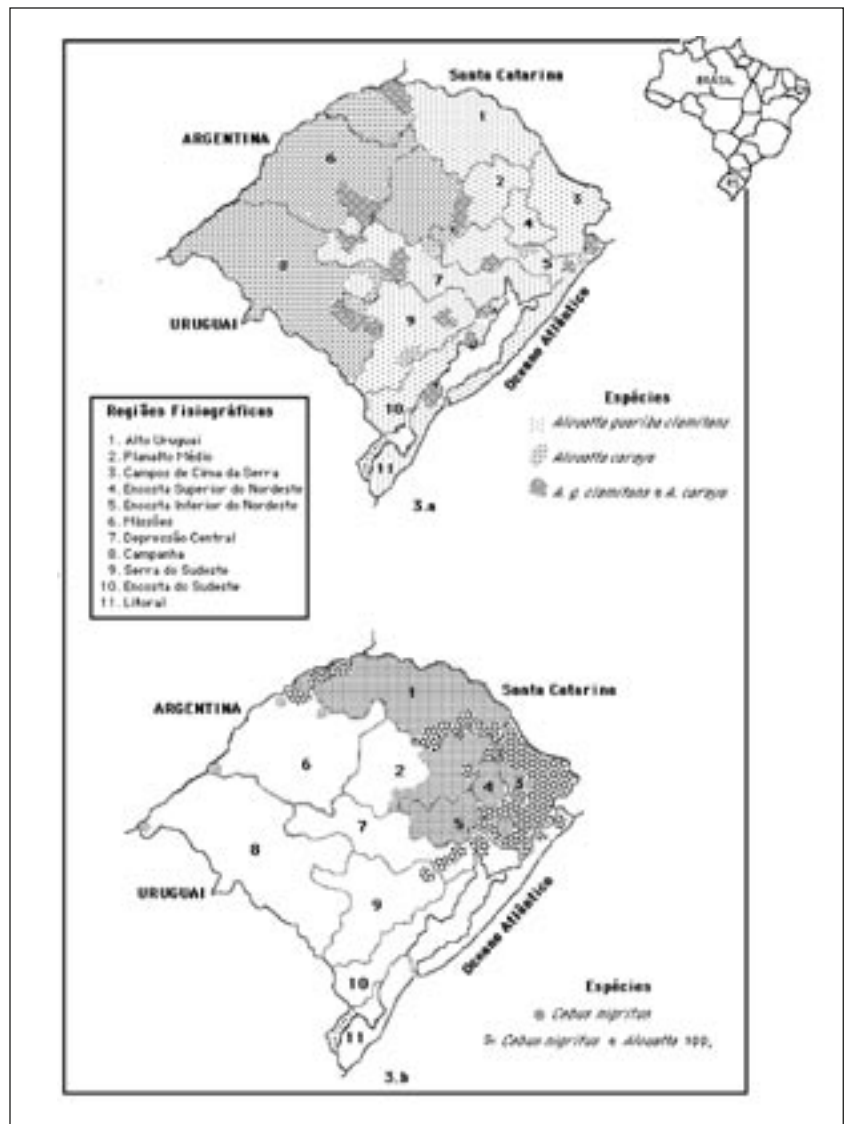 Santa Catarina
BRASIL
RS
ARGENTINA
1
6
2
3
4
5
8
7
URUGUAI
9
Oceano Atlântico
10
11
3.a
Regiões Fisiográficas
1. Alto Uruguai
2. Planalto Médio
3. Campos de Cima da Serra
4. Encosta Superior do Nordeste
5. Encosta Inferior do Nordeste
6. Missões
7. Depressão Central
8. Campanha
9. Serra do Sudeste
10. Encosta do Sudeste
11. Litoral
Espécies
Alouatta guariba clamitans
Alouatta caraya
A. g. clamitans e A. caraya
Santa Catarina
ARGENTINA
1
6
2
4
3
5
7
8
URUGUAI
9
Oceano Atlântico
10
11
3.b
Espécies
Cebus nigritus
Cebus nigritus e Alouatta spp.